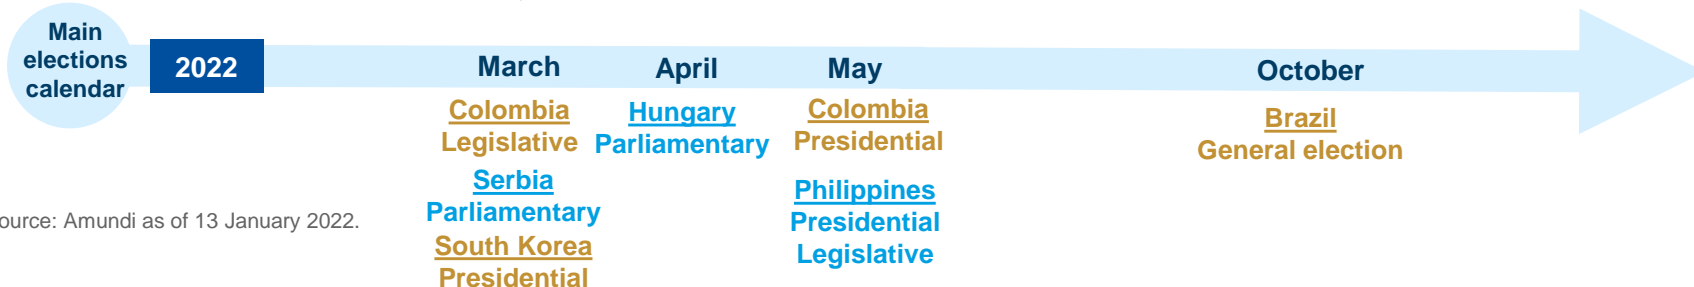 Main
elections
calendar
2022
March
April
May
October
Colombia
Legislative
Serbia
Parliamentary
South Korea
Presidential
Hungary
Parliamentary
Colombia
Presidential
Philippines
Presidential
Legislative
Brazil
General election
ource: Amundi as of 13 January 2022.